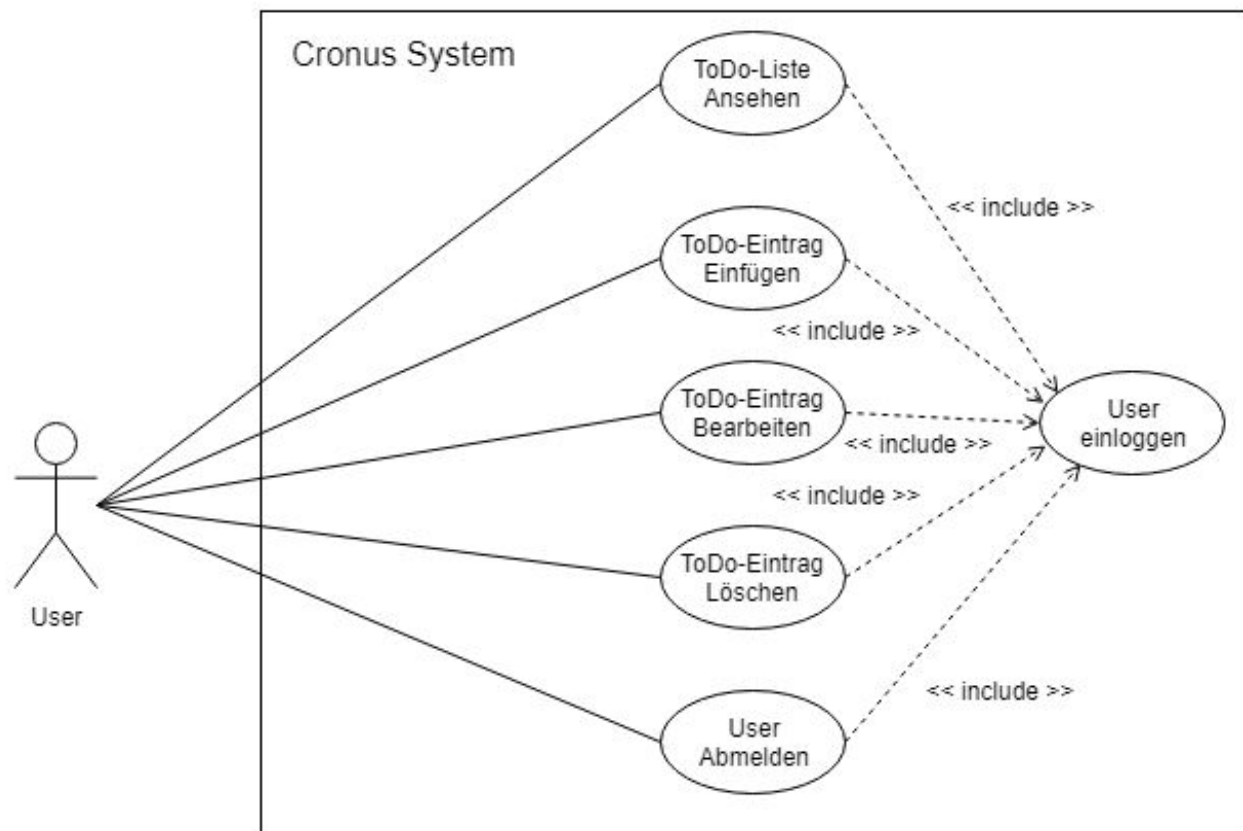 Cronus System
ToDo-Liste
Ansehen
<< include >>
ToDo-Eintrag
Einfügen
<< include >>
ToDo-Eintrag
Bearbeiten
<< include >>
User
einloggen
<< include >>
ToDo-Eintrag
Löschen
User
<< include >>
User
Abmelden